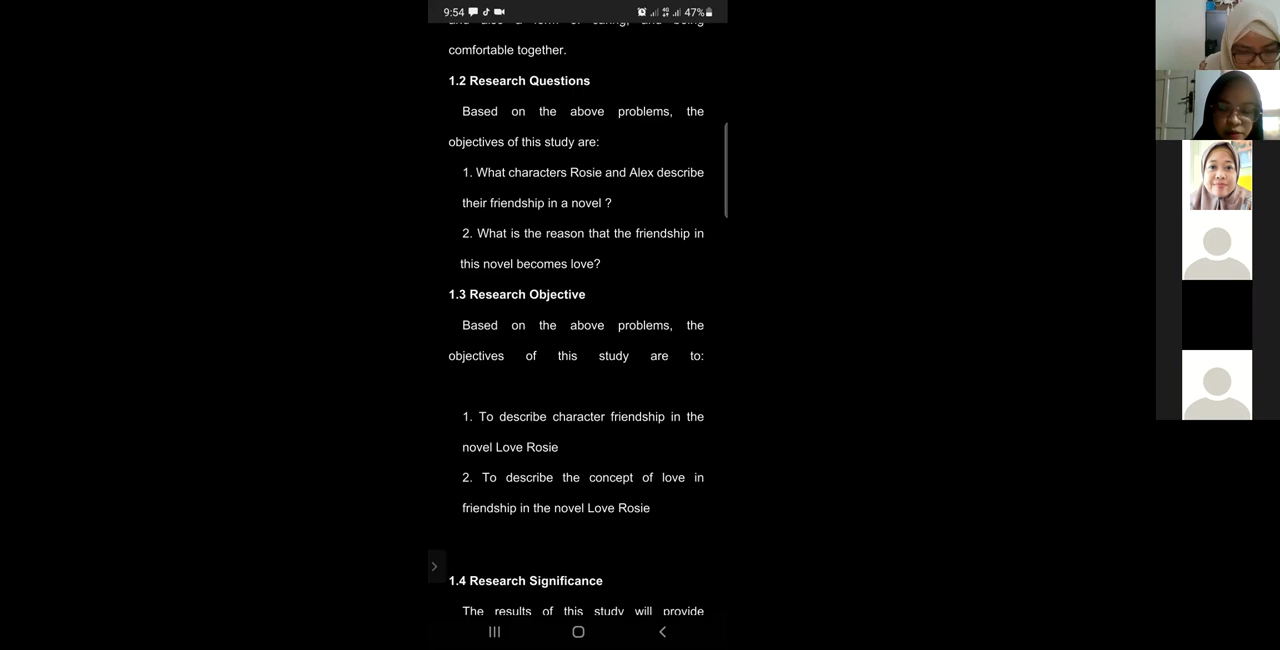 9:54 47%
comfortable together.
1.2 Research Questions
Based on the above problems, the
objectives of this study are:
1. What characters Rosie and Alex describe
their friendship in a novel ?
2. What is the reason that the friendship in
this novel becomes love?
1.3 Research Objective
Based on the above problems, the
objectives of this study are to:
1. To describe character friendship in the
novel Love Rosie
2. To describe the concept of love in
friendship in the novel Love Rosie
1.4 Research Significance
The results of this study will provide